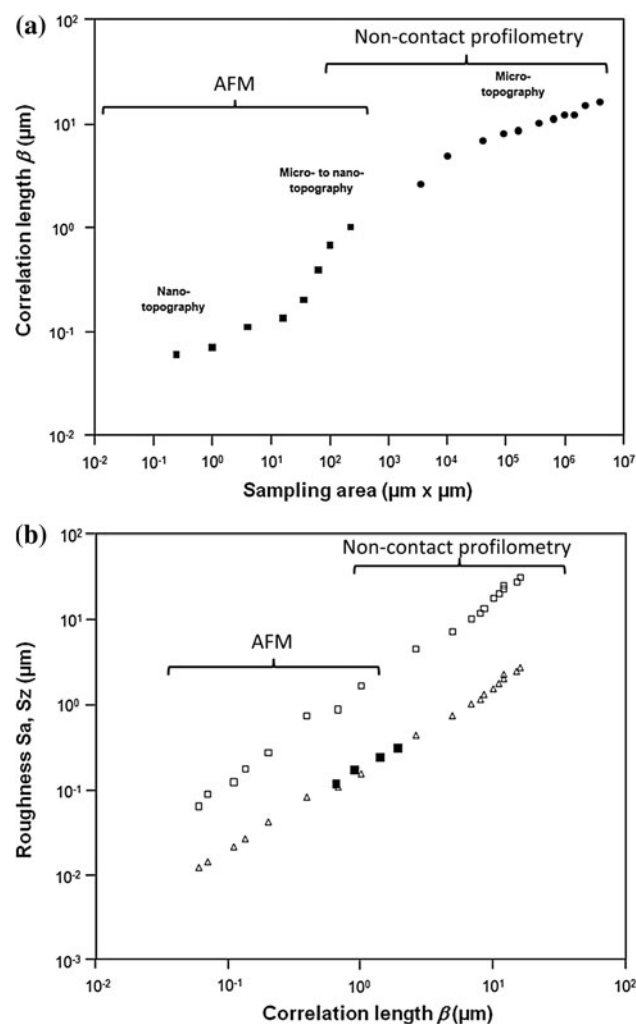 (a)
10²
Non-contact profilometry
AFM
Micro-
topography
10¹
Micro- to nano-
topography
10⁰
Nano-
topography
10⁻¹
10⁻²
Correlation length β (µm)
10⁻² 10⁻¹ 10⁰ 10¹ 10² 10³ 10⁴ 10⁵ 10⁶ 10⁷
Sampling area (µm x µm)
(b)
10²
Non-contact profilometry
10¹
AFM
10⁰
10⁻¹
10⁻²
10⁻³
Roughness Sa, Sz (µm)
10⁻² 10⁻¹ 10⁰ 10¹ 10²
Correlation length β(µm)